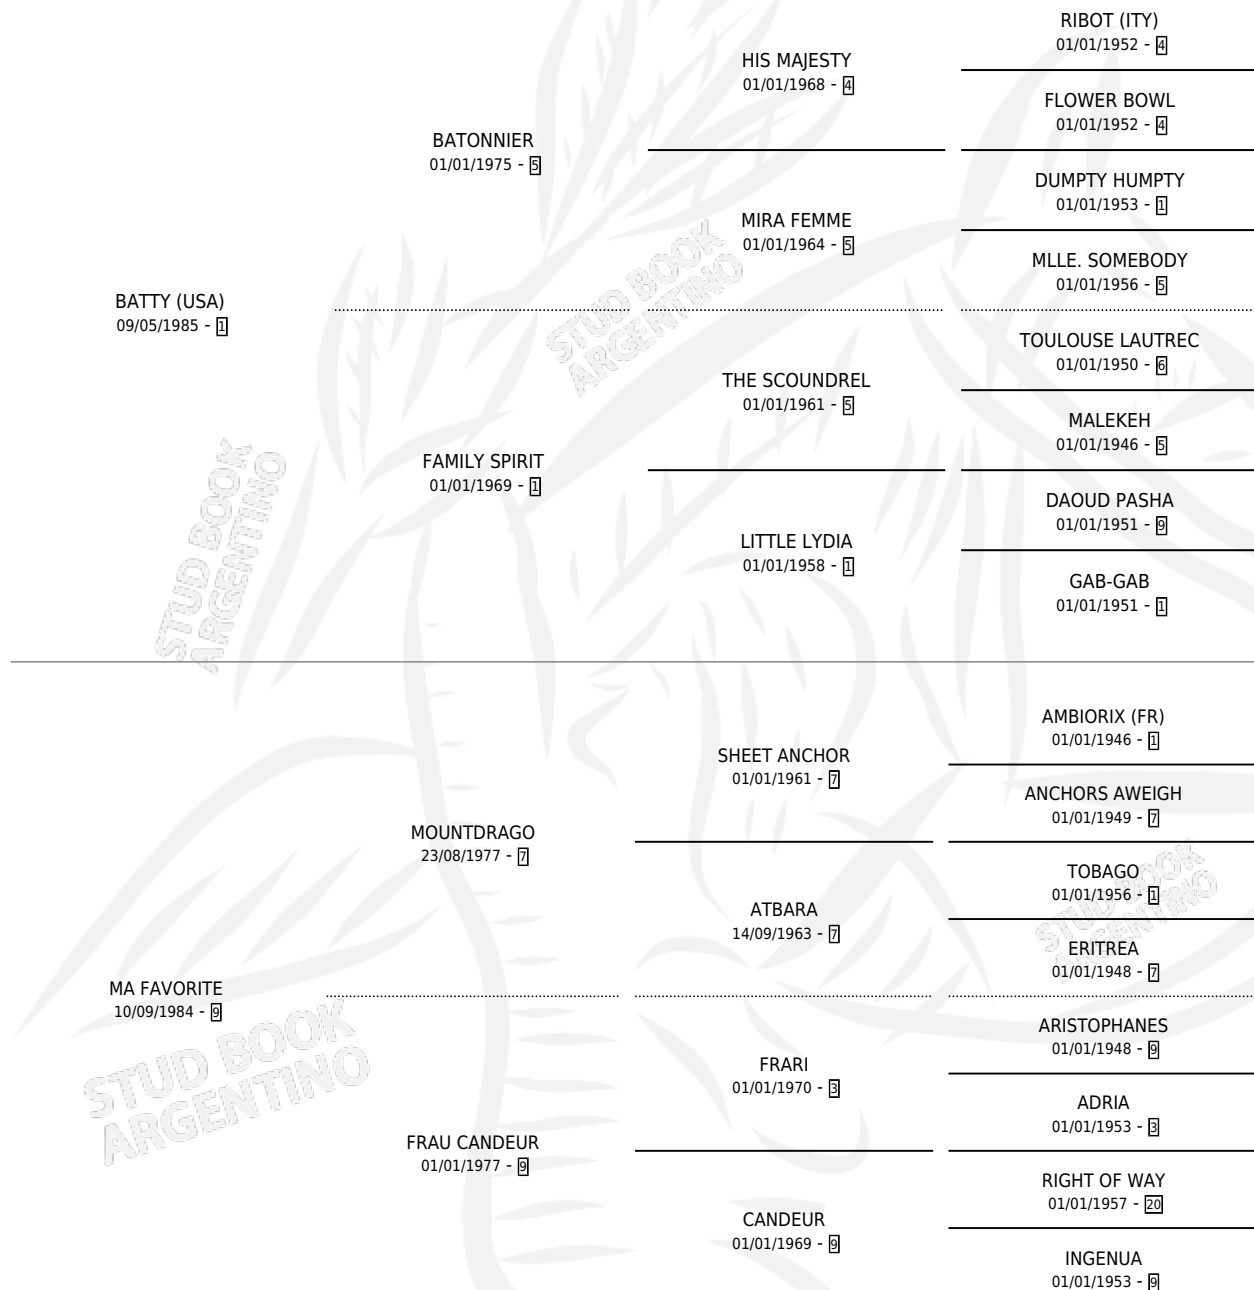 RIBOT (ITY)
01/01/1952 - 4
HIS MAJESTY
01/01/1968 - 4
FLOWER BOWL
01/01/1952 - 4
BATONNIER
01/01/1975 - 5
DUMPTY HUMPTY
01/01/1953 - 1
MIRA FEMME
01/01/1964 - 5
MLLE. SOMEBODY
01/01/1956 - 5
BATTY (USA)
09/05/1985 - 1
STUD BOOK
ARGENTINO
TOULOUSE LAUTREC
01/01/1950 - 6
THE SCOUNDREL
01/01/1961 - 5
MALEKEH
01/01/1946 - 5
FAMILY SPIRIT
01/01/1969 - 1
DAOUD PASHA
01/01/1951 - 9
LITTLE LYDIA
01/01/1958 - 1
GAB-GAB
01/01/1951 - 1
STUD BOOK
ARGENTINO
AMBIORIX (FR)
01/01/1946 - 1
SHEET ANCHOR
01/01/1961 - 7
ANCHORS AWEIGH
01/01/1949 - 7
MOUNTDRAGO
23/08/1977 - 7
TOBAGO
01/01/1956 - 1
ATBARA
14/09/1963 - 7
STUD BOOK
ARGENTINO
ERITREA
01/01/1948 - 7
MA FAVORITE
10/09/1984 - 9
ARISTOPHANES
01/01/1948 - 9
FRARI
01/01/1970 - 3
ADRIA
01/01/1953 - 3
STUD BOOK
ARGENTINO
FRAU CANDEUR
01/01/1977 - 9
RIGHT OF WAY
01/01/1957 - 20
CANDEUR
01/01/1969 - 9
INGENUA
01/01/1953 - 9